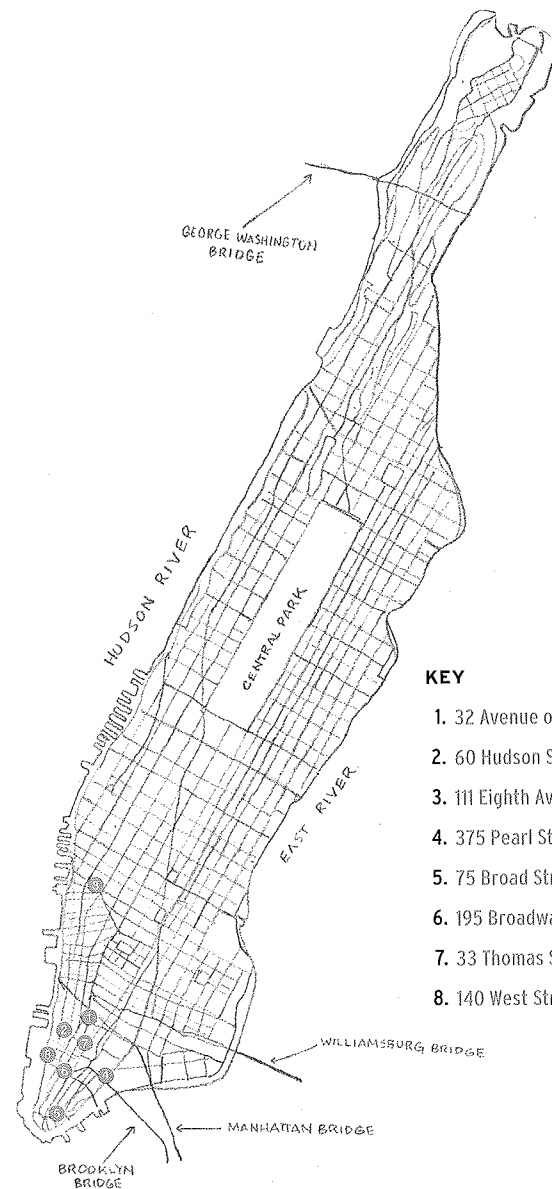 GEORGE WASHINGTON
BRIDGE
HUDSON RIVER
CENTRAL PARK
EAST RIVER.
KEY
1. 32 Avenue o
2. 60 Hudson S
3. 111 Eighth Av
4. 375 Pearl St
5. 75 Broad Str
6. 195 Broadwa
7. 33 Thomas S
8. 140 West Str
WILLIAMSBURG BRIDGE
MANHATTAN BRIDGE
BROOKLYN
BRIDGE